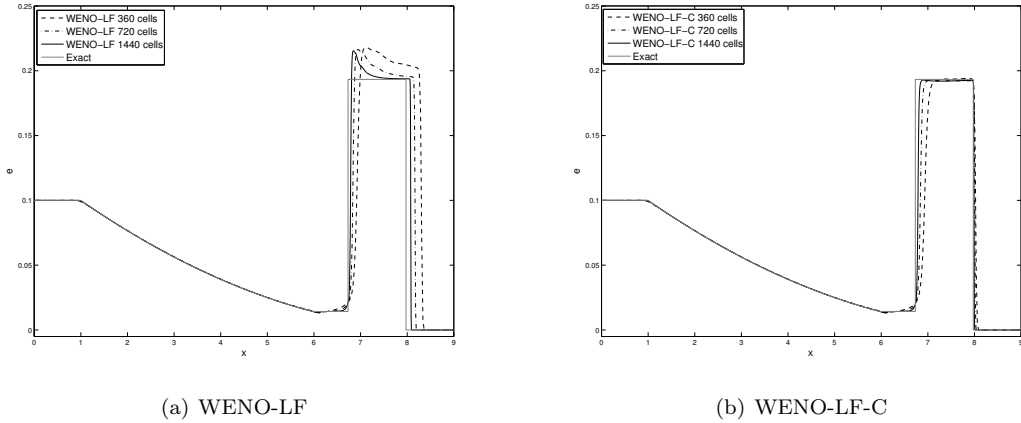 0.25
WENO-LF 360 cells
WENO-LF 720 cells
WENO-LF 1440 cells
Exact
0.2
0.15
e
0.1
0.05
0
0 1 2 3 4 5 6 7 8 9
x
(a) WENO-LF
0.25
WENO-LF-C 360 cells
WENO-LF-C 720 cells
WENO-LF-C 1440 cells
Exact
0.2
0.15
e
0.1
0.05
0
0 1 2 3 4 5 6 7 8 9
x
(b) WENO-LF-C